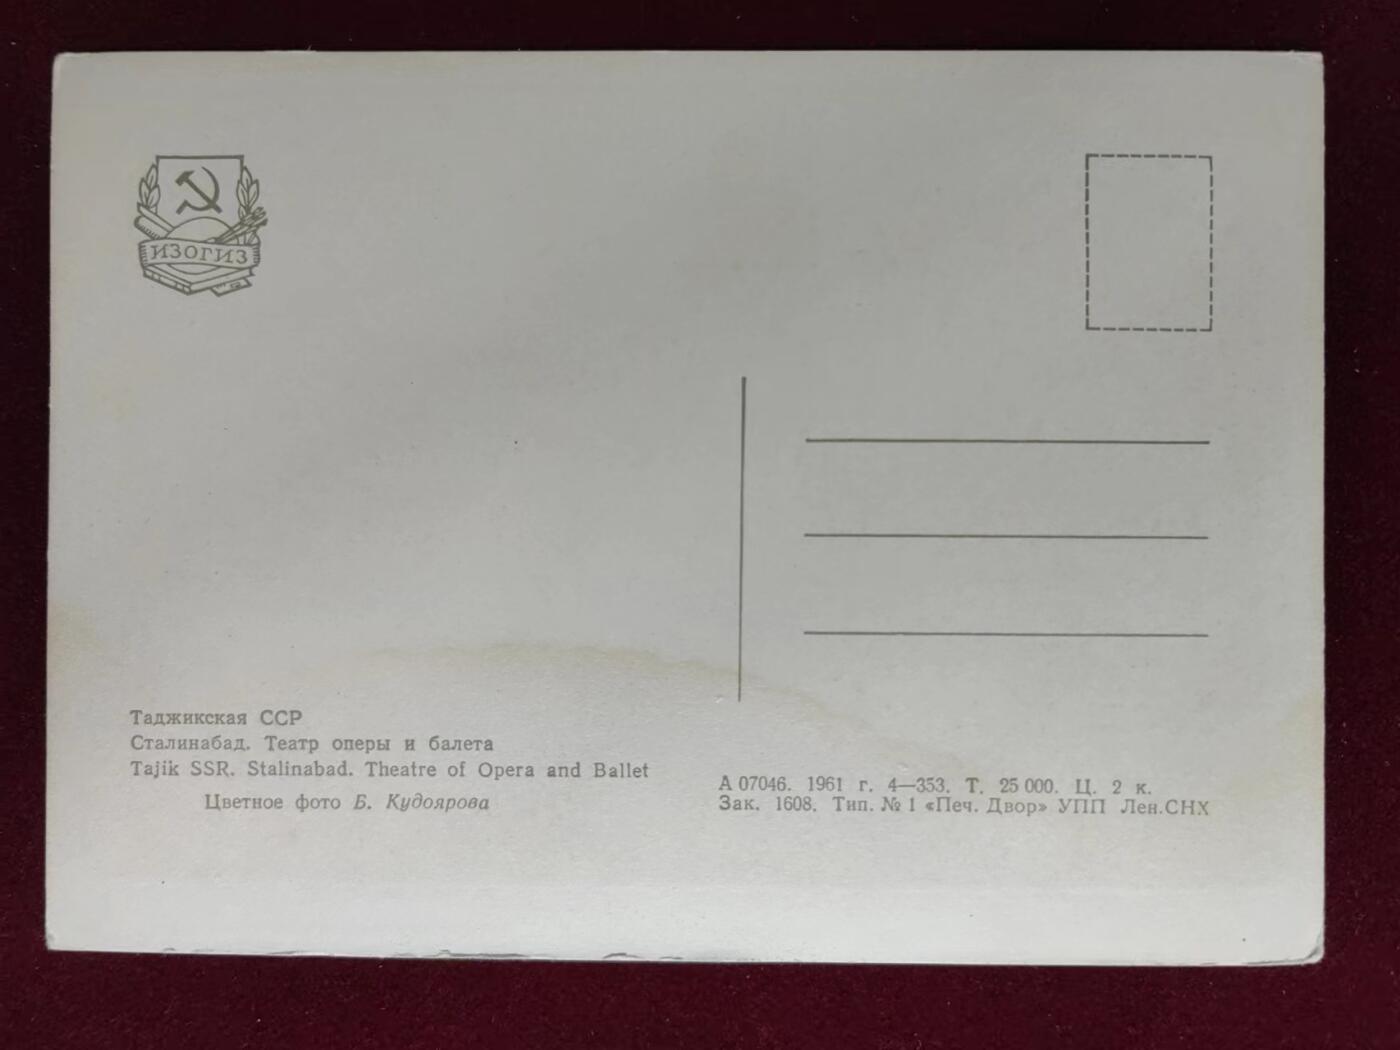 ИЗОГИЗ
Таджикская ССР
Сталинабад. Театр оперы и балета
Tajik SSR. Stalinabad. Theatre of Opera and Ballet
Цветное фото Б. Кудоярова
А 07046. 1961 г. 4—353. Т. 25 000. Ц. 2 к.
Зак. 1608. Тип. № 1 «Печ. Двор» УПП Лен.СНХ